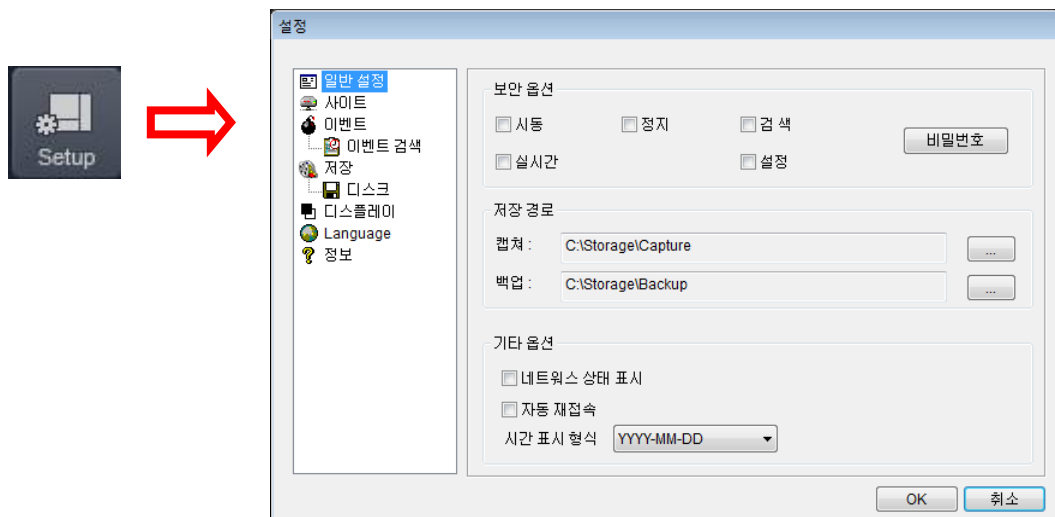 설정
Setup
일반 설정
사이트
이벤트
이벤트 검색
저장
디스크
디스플레이
Language
정보
보안 옵션
시동 정지 검 색
비밀번호
실시간 설정
저장 경로
캡쳐 : C:\Storage\Capture ...
백업 : C:\Storage\Backup ...
기타 옵션
네트워스 상태 표시
자동 재접속
시간 표시 형식 YYYY-MM-DD
OK 취소